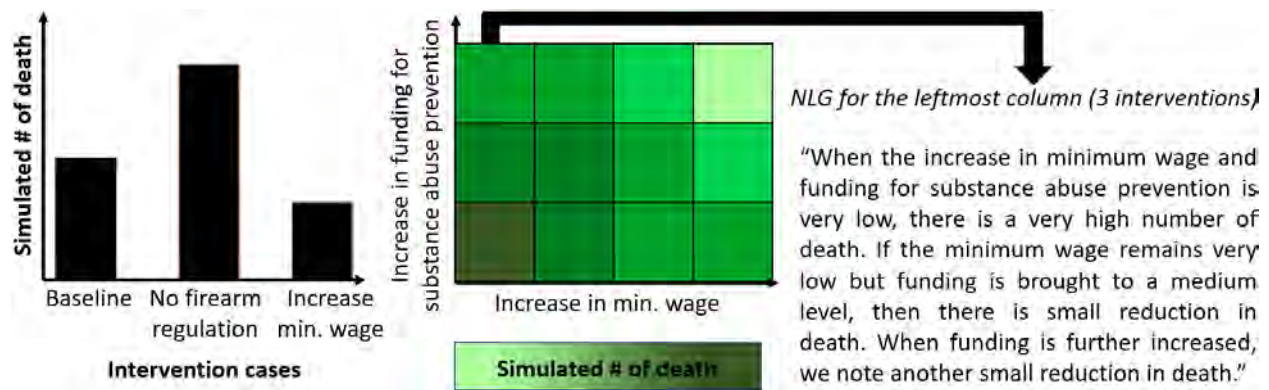 Simulated # of death
Baseline
No firearm
regulation
Increase
min. wage
Intervention cases
Increase in funding for
substance abuse prevention
Increase in min. wage
Simulated # of death
NLG for the leftmost column (3 interventions)
“When the increase in minimum wage and
funding for substance abuse prevention is
very low, there is a very high number of
death. If the minimum wage remains very
low but funding is brought to a medium
level, then there is small reduction in
death. When funding is further increased,
we note another small reduction in death.”